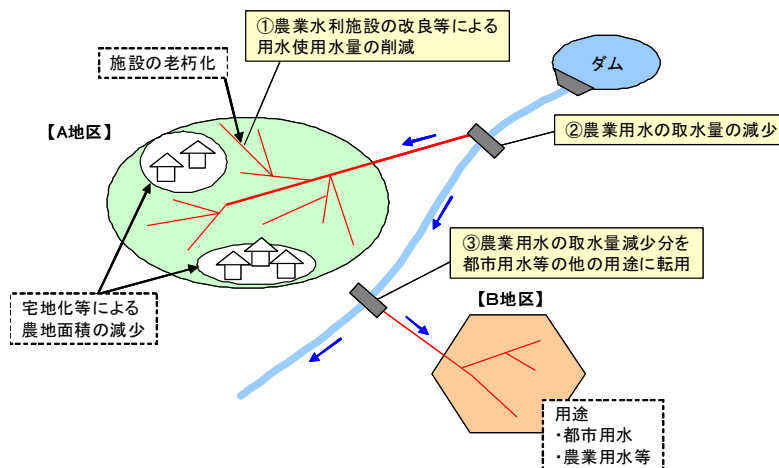 ①農業水利施設の改良等による
用水使用水量の削減
施設の老朽化
ダム
【A地区】
②農業用水の取水量の減少
③農業用水の取水量減少分を
都市用水等の他の用途に転用
【B地区】
宅地化等による
農地面積の減少
用途
・都市用水
・農業用水等